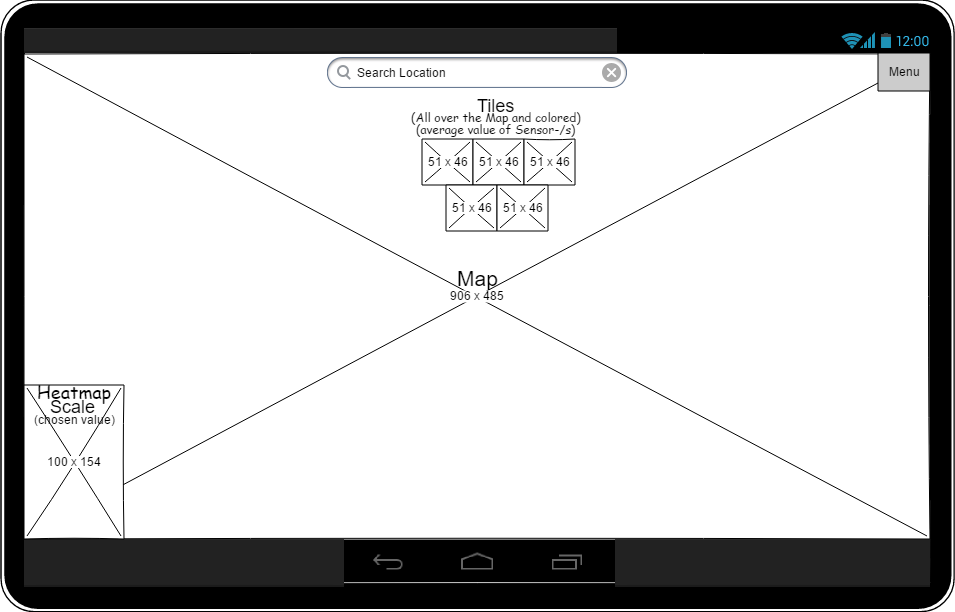 12:00
Search Location
Menu
Tiles
(All over the Map and colored)
(average value of Sensor-/s)
51 x 46 51 x 46 51 x 46
51 x 46 51 x 46
Map
906 x 485
Heatmap
Scale
(chosen value)
100 x 154